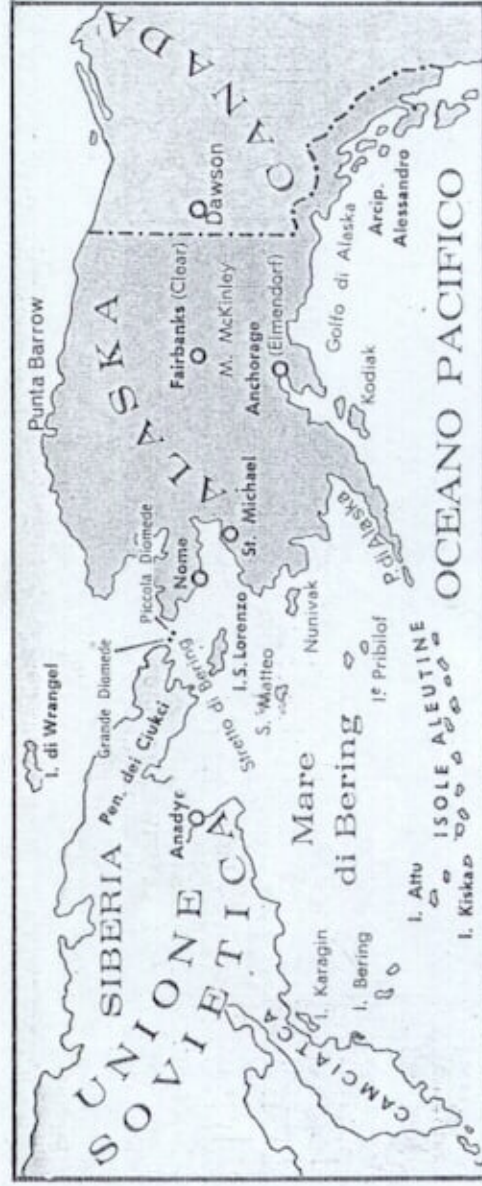 UNIONE
SOVIETICA
SIBERIA
I. di Wrangel
Pen. dei Ciukci
Grande Diomede
Piccola Diomede
Punta Barrow
ALASKA
CANADA
Dawson
Fairbanks (Clear)
M. McKinley
Anchorage
(Elmendorf)
Nome
St. Michael
Anadyr
Stretto di Bering
I. S. Lorenzo
S. Matteo
Nunivak
Mare
di Bering
Ie Pribilof
P. di Alaska
Kodiak
Golfo di Alaska
Arcip.
Alessandro
OCEANO PACIFICO
CAMCIATCA
I. Karagin
I. Bering
I. Attu
I. Kiska
ISOLE ALEUTINE